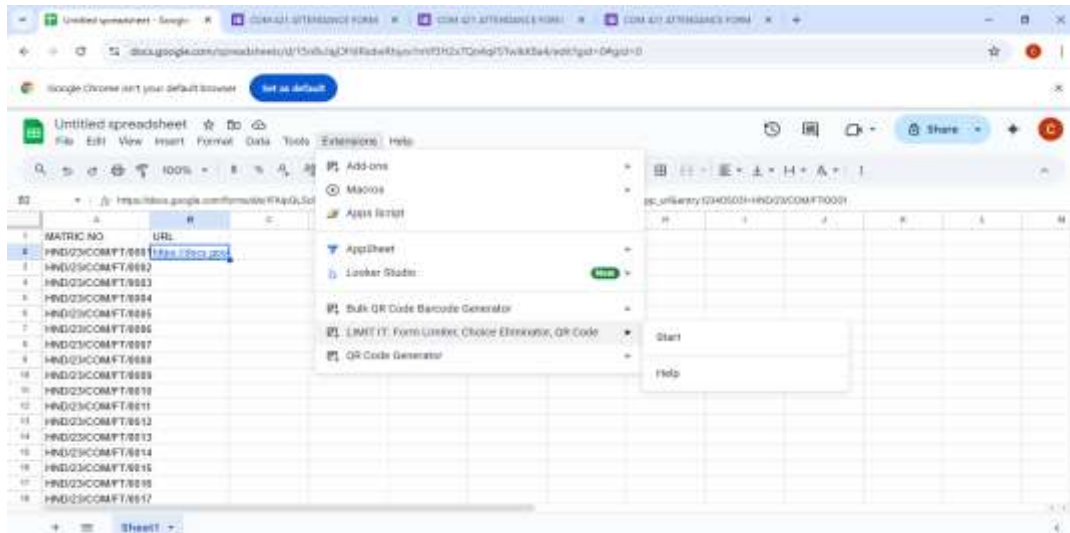 Untitled spreadsheet - Google
COM 421 ATTENDANCE FORM
COM 421 ATTENDANCE FORM
COM 421 ATTENDANCE FORM
Google Chrome isn't your default browser
Set as default
Untitled spreadsheet
File Edit View Insert Format Data Tools Extensions Help
Share
C
100%
B2
MATRIC NO URL
HND/23/COM/FT/0001 https://docs.goo
HND/23/COM/FT/0002
HND/23/COM/FT/0003
HND/23/COM/FT/0004
HND/23/COM/FT/0005
HND/23/COM/FT/0006
HND/23/COM/FT/0007
HND/23/COM/FT/0008
HND/23/COM/FT/0009
HND/23/COM/FT/0010
HND/23/COM/FT/0011
HND/23/COM/FT/0012
HND/23/COM/FT/0013
HND/23/COM/FT/0014
HND/23/COM/FT/0015
HND/23/COM/FT/0016
HND/23/COM/FT/0017
Add-ons
Macros
Apps Script
AppSheet
Looker Studio New
Bulk QR Code Barcode Generator
LIMIT IT: Form Limiter, Choice Eliminator, QR Code
QR Code Generator
Start
Help
Sheet1